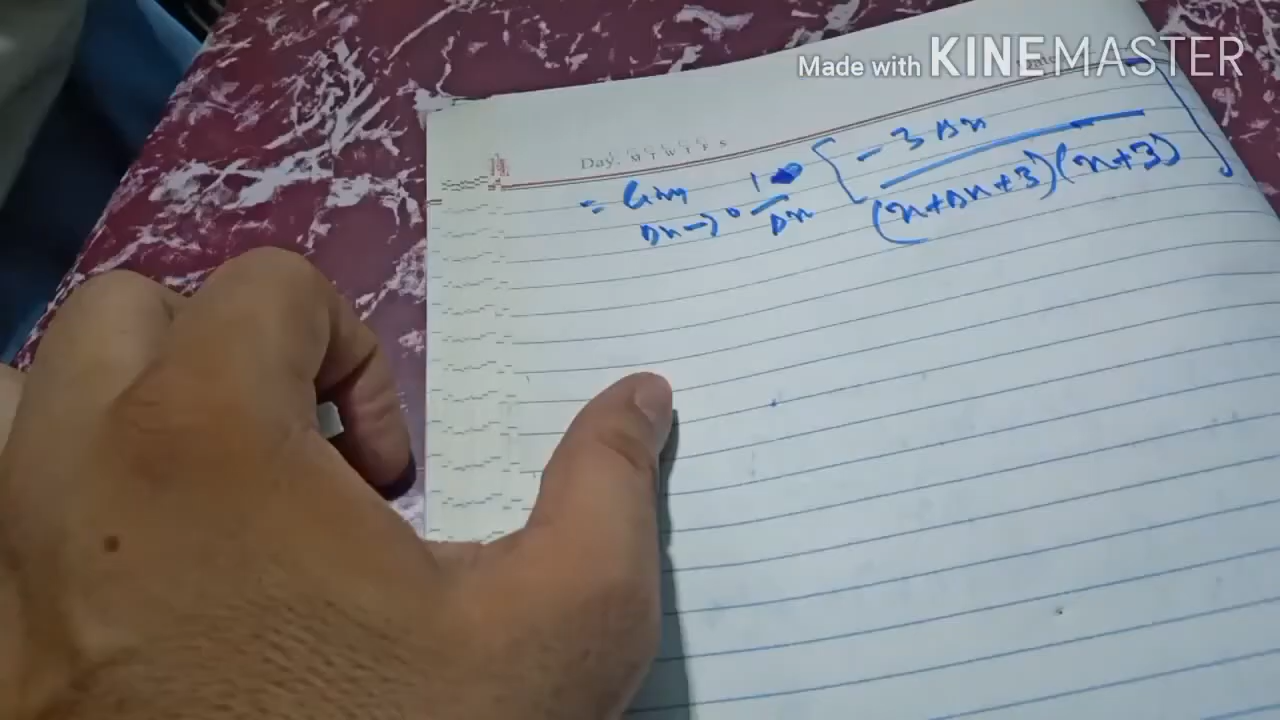 Made with KINEMASTER
Day. M T W T F S
= lim Δx→0 1/Δx [ -3Δx / (x+Δx+3)(x+3) ]